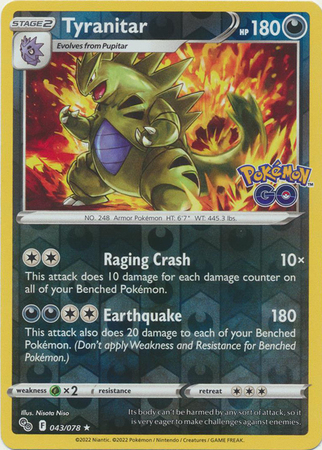 STAGE2
Tyranitar
HP 180
Evolves from Pupitar
Pokémon GO
NO. 248 Armor Pokémon: HT: 6'7" WT: 445.3 lbs.
Raging Crash 10×
This attack does 10 damage for each damage counter on
all of your Benched Pokémon.
Earthquake 180
This attack also does 20 damage to each of your Benched
Pokémon. (Don't apply Weakness and Resistance for Benched
Pokémon.)
weakness ×2 resistance retreat
Illus. Nisota Niso
Its body can't be harmed by any sort of attack, so it
is very eager to make challenges against enemies.
F 043/078 ★
©2022 Niantic. ©2022 Pokémon / Nintendo / Creatures / GAME FREAK.